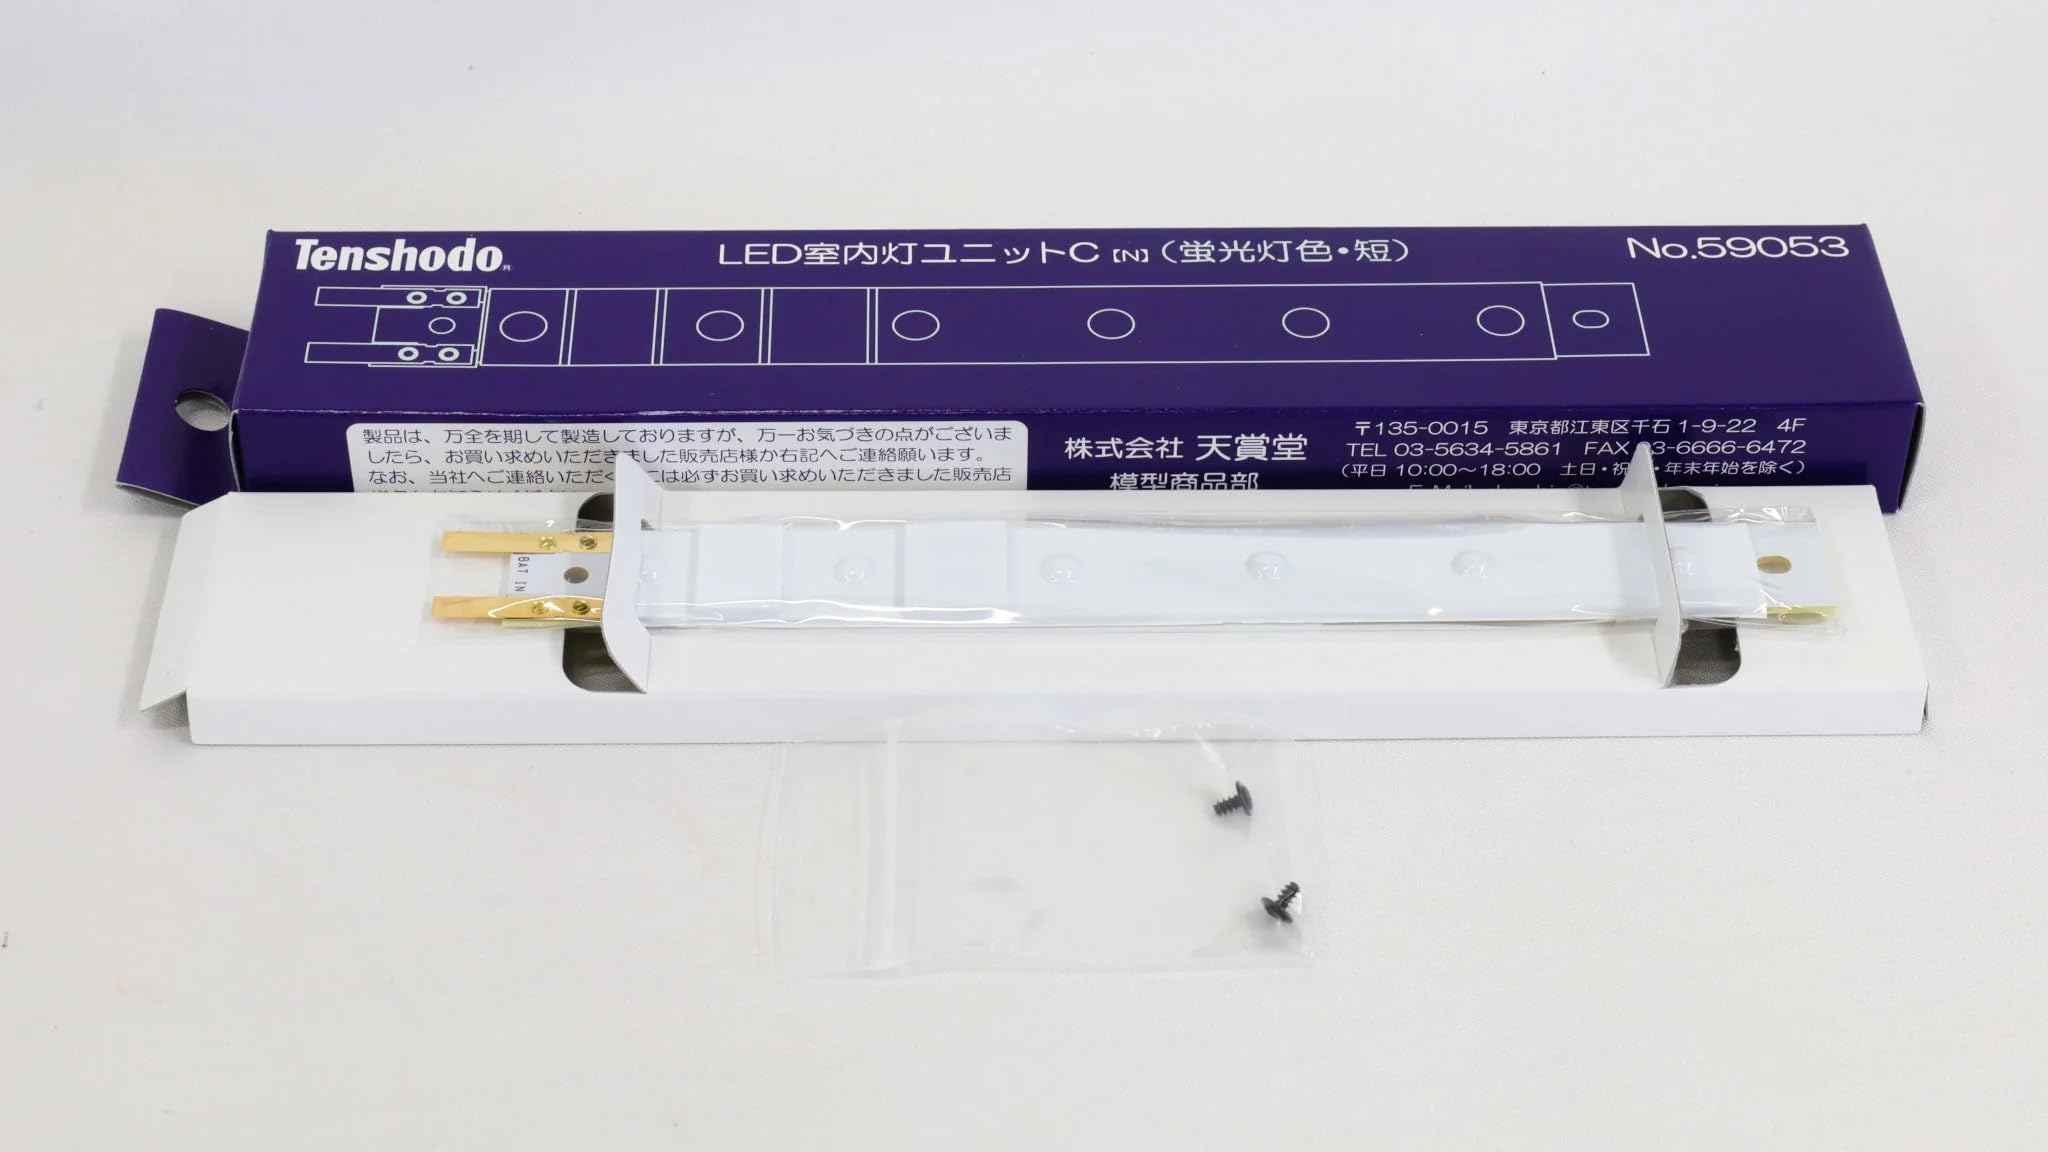 Tenshodo®
LED室内灯ユニットC【N】(蛍光灯色・短)
No.59053
製品は、万全を期して製造しておりますが、万一お気づきの点がございま
したら、お買い求めいただきました販売店様か右記へご連絡願います。
なお、当社へご連絡いただく には必ずお買い求めいただきました販売店
株式会社 天賞堂
模型商品部
〒135-0015 東京都江東区千石1-9-22 4F
TEL 03-5634-5861 FAX 03-6666-6472
(平日 10:00~18:00 土日・祝 ・年末年始を除く)
BAT IN